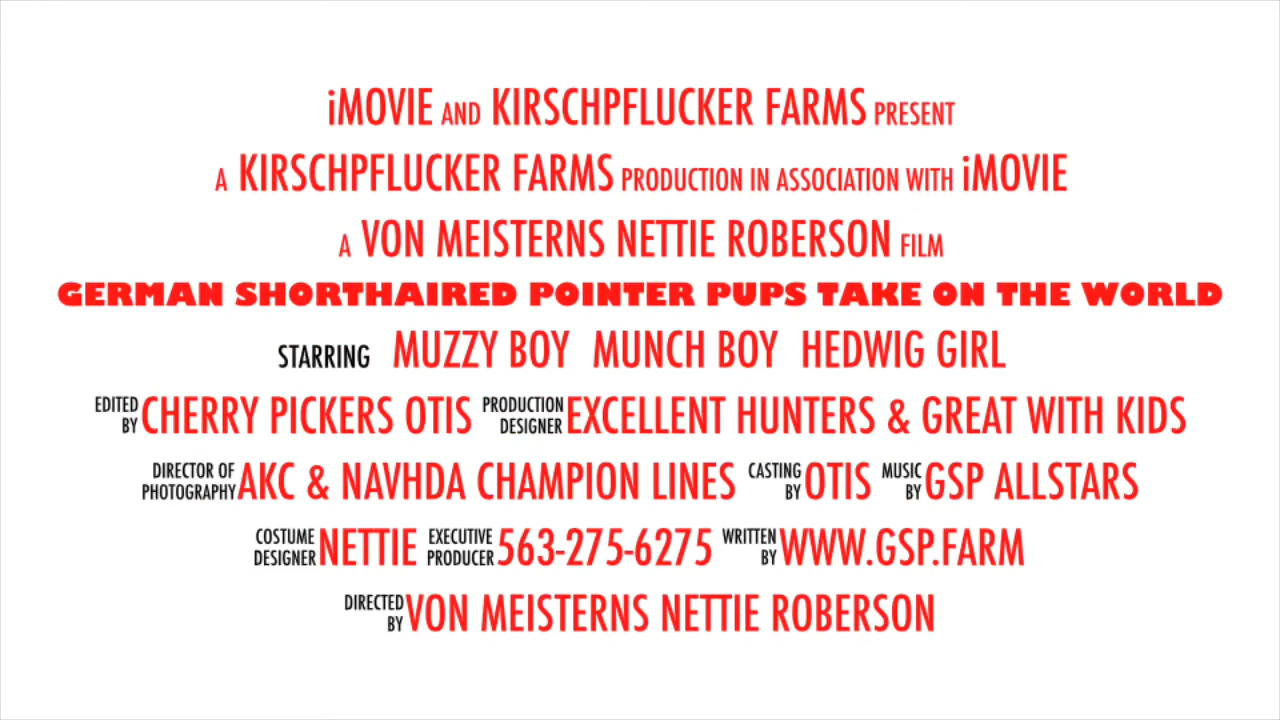 iMOVIE AND KIRSCHPFLUCKER FARMS PRESENT
A KIRSCHPFLUCKER FARMS PRODUCTION IN ASSOCIATION WITH iMOVIE
A VON MEISTERNS NETTIE ROBERSON FILM
GERMAN SHORTHAIRED POINTER PUPS TAKE ON THE WORLD
STARRING MUZZY BOY MUNCH BOY HEDWIG GIRL
EDITED BY CHERRY PICKERS OTIS PRODUCTION DESIGNER EXCELLENT HUNTERS & GREAT WITH KIDS
DIRECTOR OF PHOTOGRAPHY AKC & NAVHDA CHAMPION LINES CASTING BY OTIS MUSIC BY GSP ALLSTARS
COSTUME DESIGNER NETTIE EXECUTIVE PRODUCER 563-275-6275 WRITTEN BY WWW.GSP.FARM
DIRECTED BY VON MEISTERNS NETTIE ROBERSON